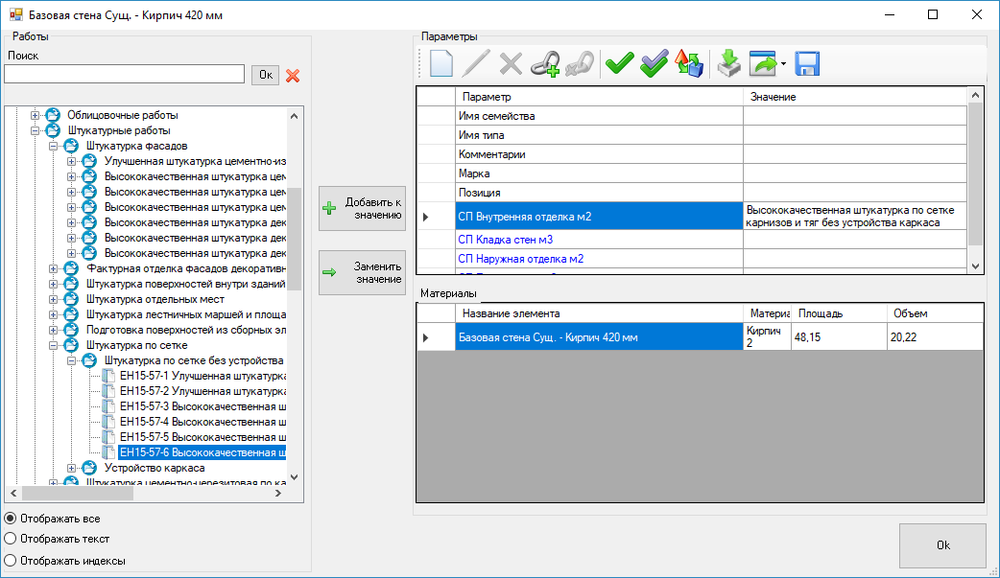 Базовая стена Сущ. - Кирпич 420 мм
Работы
Поиск
Ок
Облицовочные работы
Штукатурные работы
Штукатурка фасадов
Улучшенная штукатурка цементно-из
Высококачественная штукатурка цем
Высококачественная штукатурка цем
Высококачественная штукатурка цем
Высококачественная штукатурка дек
Высококачественная штукатурка дек
Высококачественная штукатурка дек
Фактурная отделка фасадов декоративн
Штукатурка поверхностей внутри зданий
Штукатурка отдельных мест
Штукатурка лестничных маршей и площа
Подготовка поверхностей из сборных эл
Штукатурка по сетке
Штукатурка по сетке без устройства
ЕН15-57-1 Улучшенная штукатурка
ЕН15-57-2 Улучшенная штукатурка
ЕН15-57-3 Высококачественная ш
ЕН15-57-4 Высококачественная ш
ЕН15-57-5 Высококачественная ш
ЕН15-57-6 Высококачественная ш
Устройство каркаса
Штукатурка цементно-церезитовая по ка
Отображать все
Отображать текст
Отображать индексы
Добавить к
значению
Заменить
значение
Параметры
Параметр Значение
Имя семейства
Имя типа
Комментарии
Марка
Позиция
СП Внутренняя отделка м2 Высококачественная штукатурка по сетке
карнизов и тяг без устройства каркаса
СП Кладка стен м3
СП Наружная отделка м2
Материалы
Название элемента Материа Площадь Объем
Базовая стена Сущ. - Кирпич 420 мм Кирпич 2 48,15 20,22
Ok